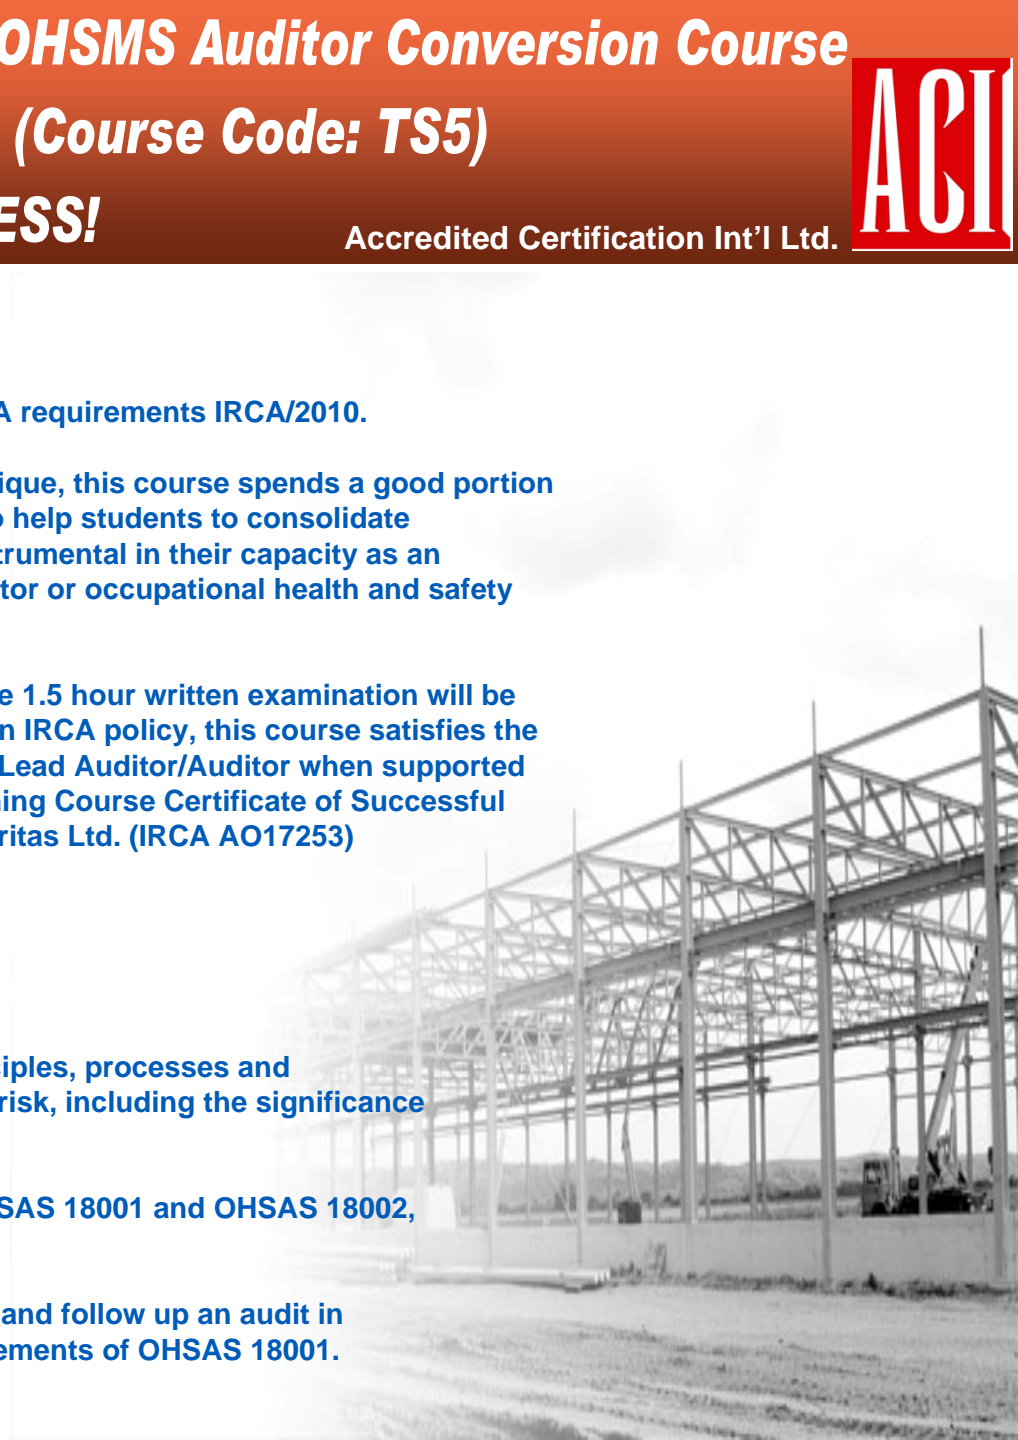 OHSMS Auditor Conversion Course
(Course Code: TS5)
ESS!
Accredited Certification Int’l Ltd.
ACI
A requirements IRCA/2010.
ique, this course spends a good portion
o help students to consolidate
trumental in their capacity as an
tor or occupational health and safety
e 1.5 hour written examination will be
n IRCA policy, this course satisfies the
Lead Auditor/Auditor when supported
ning Course Certificate of Successful
ritas Ltd. (IRCA AO17253)
ciples, processes and
risk, including the significance
SAS 18001 and OHSAS 18002,
and follow up an audit in
ements of OHSAS 18001.